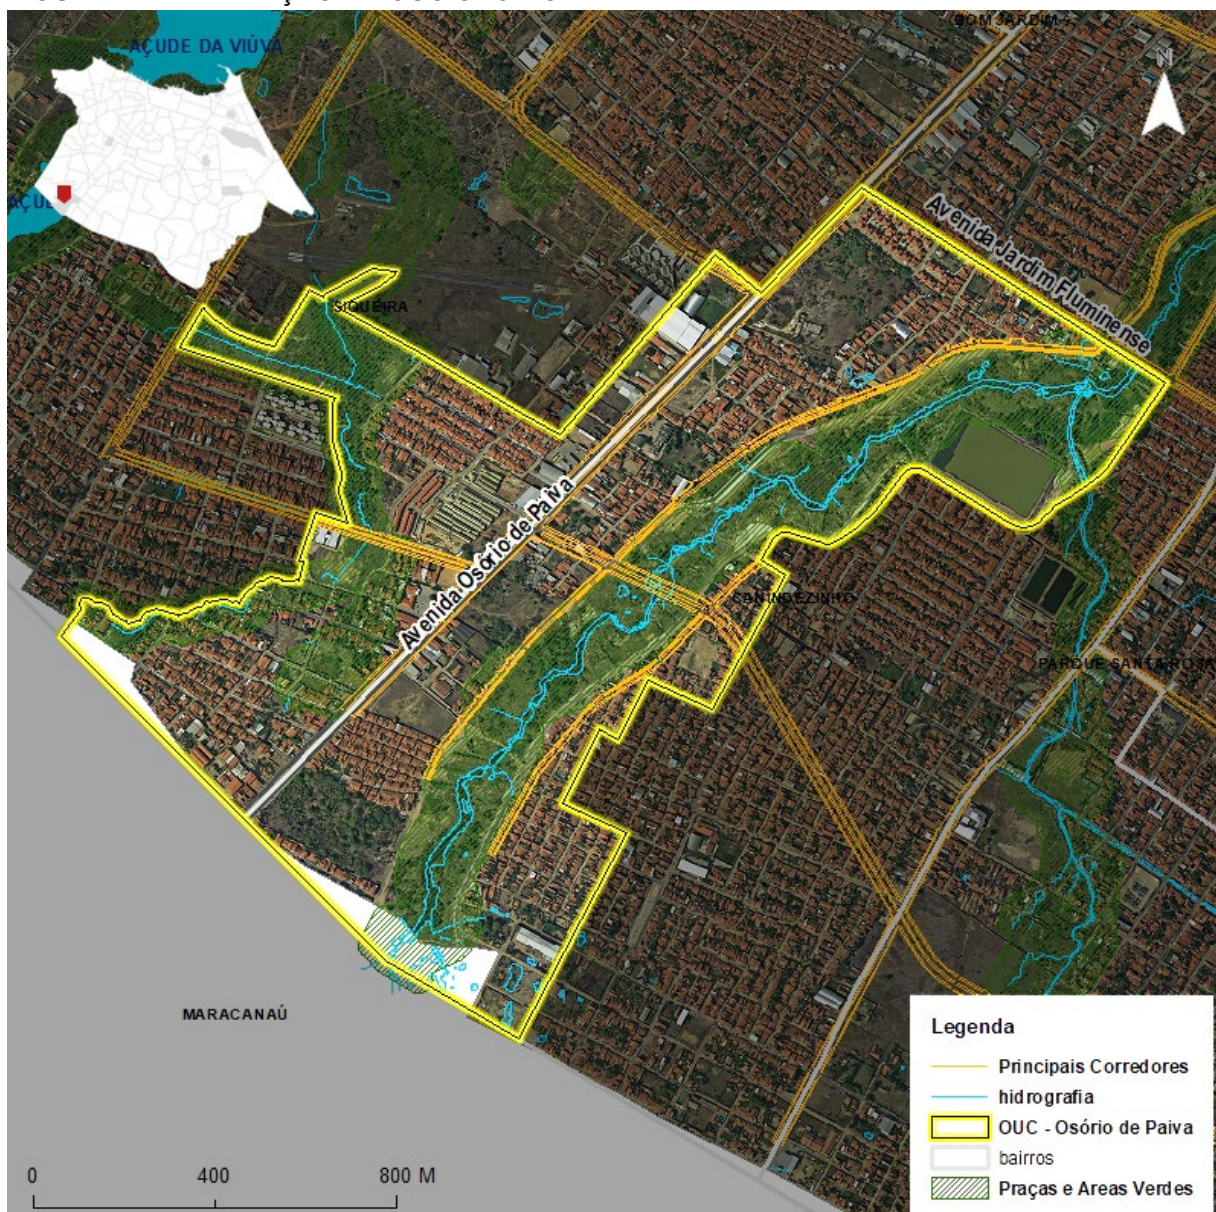 BOM JARDIM
AÇUDE DA VIÚVA
N
AÇUDE
Avenida Jardim Fluminense
SIQUEIRA
Avenida Osório de Paiva
CANINDEZINHO
PARQUE SANTA ROSA
MARACANAÚ
Legenda
Principais Corredores
hidrografia
OUC - Osório de Paiva
bairros
Praças e Areas Verdes
0 400 800 M